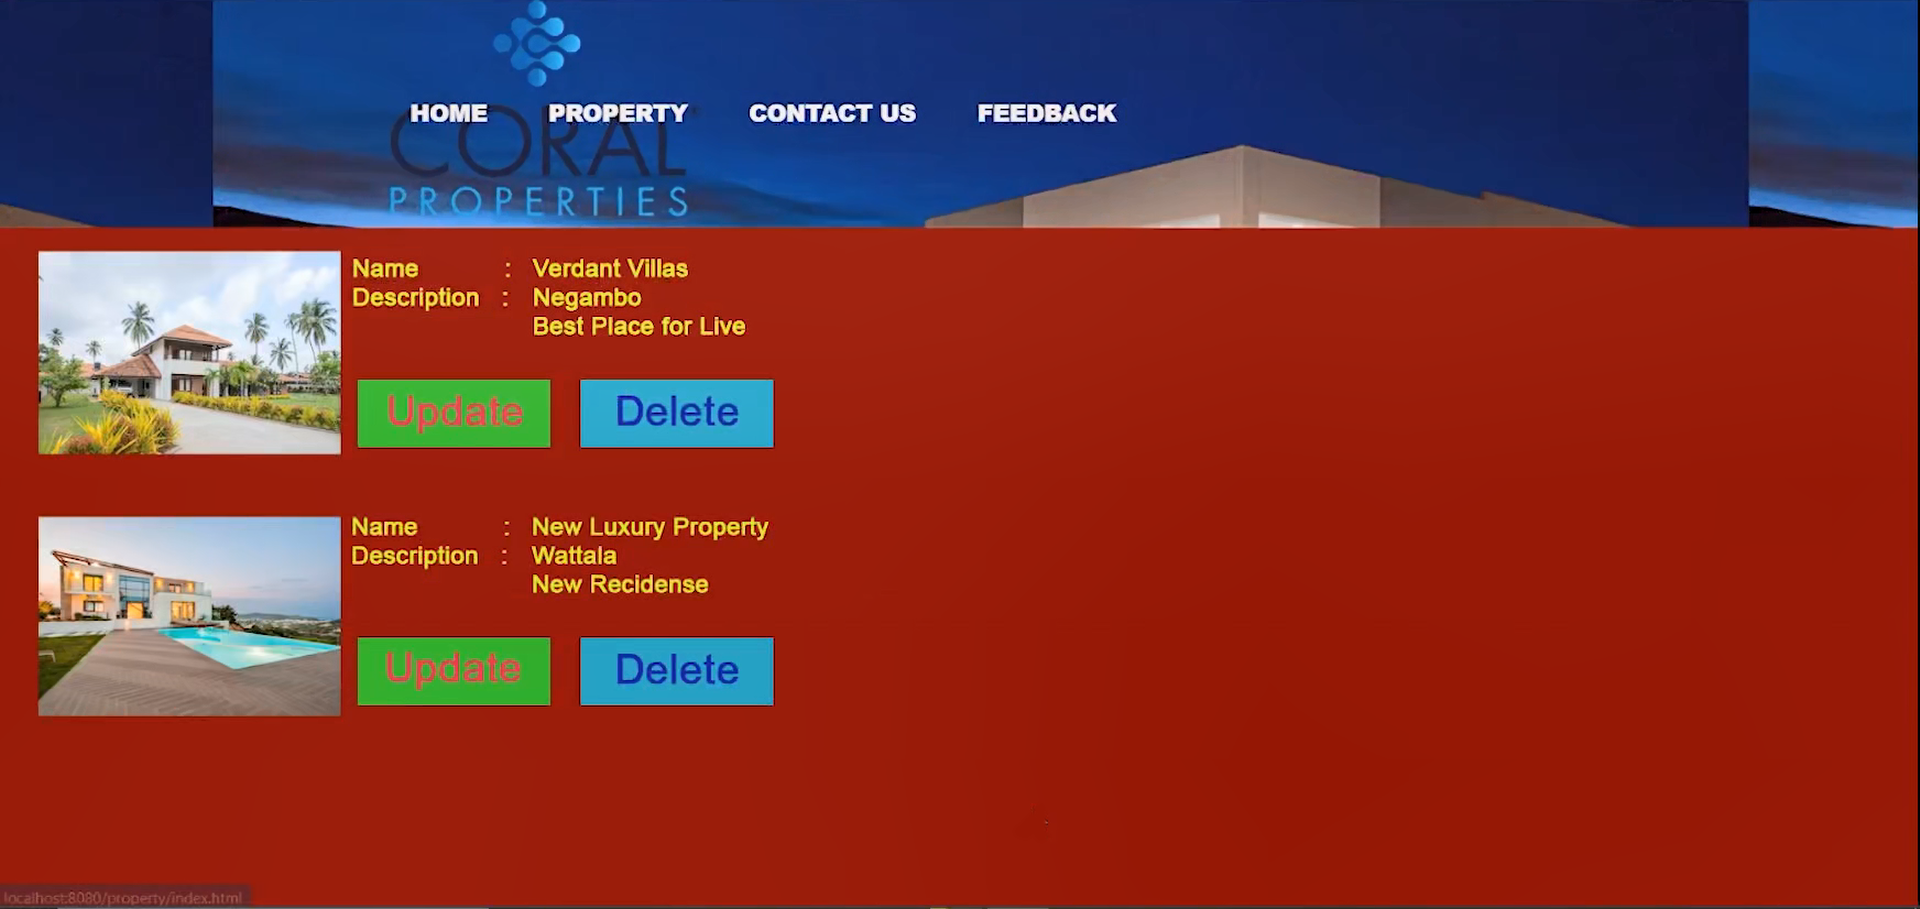 HOME PROPERTY CONTACT US FEEDBACK
CORAL
PROPERTIES
Name : Verdant Villas
Description : Negambo
Best Place for Live
Update Delete
Name : New Luxury Property
Description : Wattala
New Recidense
Update Delete
localhost:8080/property/index.html